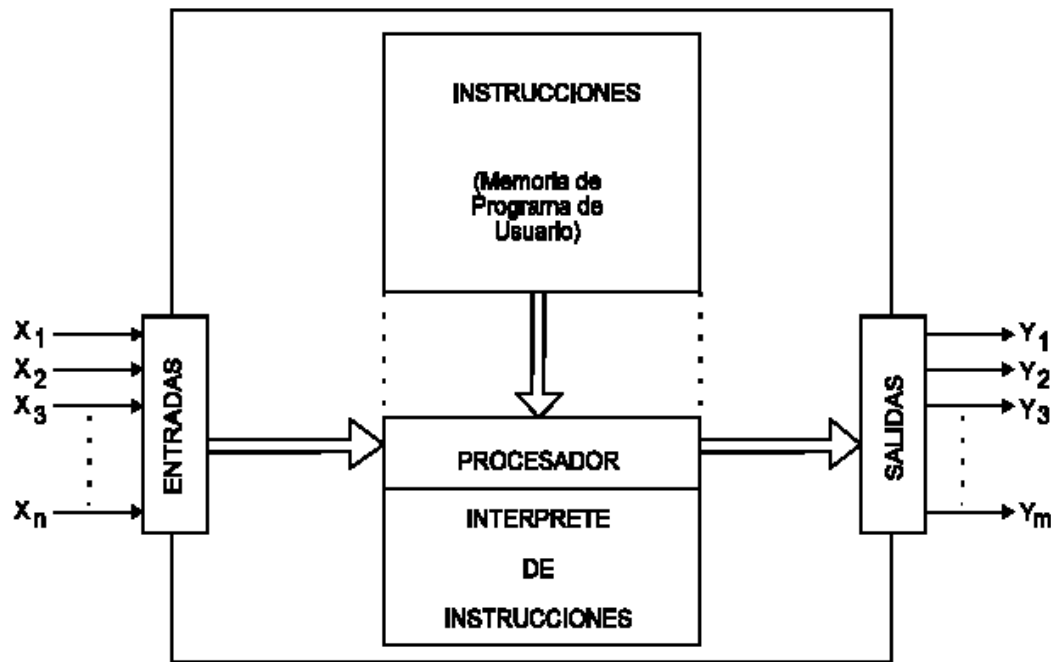 INSTRUCCIONES
(Memoria de
Programa de
Usuario)
X1
X2
X3
Xn
ENTRADAS
PROCESADOR
INTERPRETE
DE
INSTRUCCIONES
SALIDAS
Y1
Y2
Y3
Ym